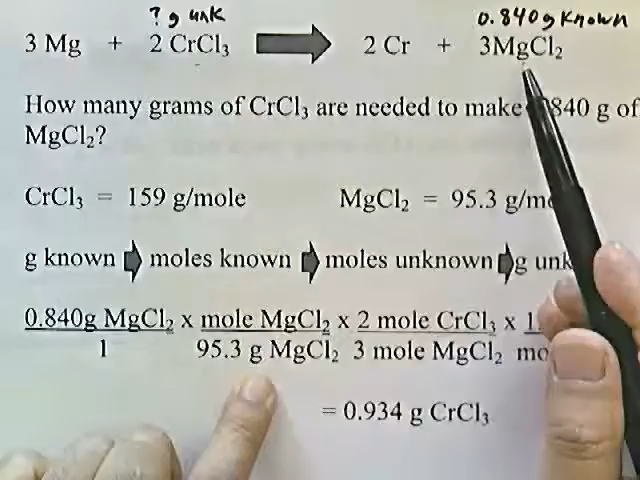 ? g unk 0.840g Known
3 Mg + 2 CrCl₃ 2 Cr + 3MgCl₂
How many grams of CrCl₃ are needed to make 840 g of
MgCl₂?
CrCl₃ = 159 g/mole MgCl₂ = 95.3 g/m
g known moles known moles unknown g unk
0.840g MgCl₂ x mole MgCl₂ x 2 mole CrCl₃ x 1
1 95.3 g MgCl₂ 3 mole MgCl₂ mo
= 0.934 g CrCl₃